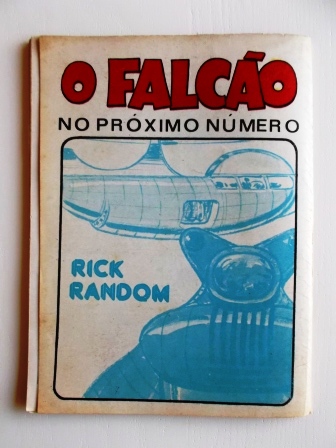 O FALCÃO
NO PRÓXIMO NÚMERO
RICK
RANDOM